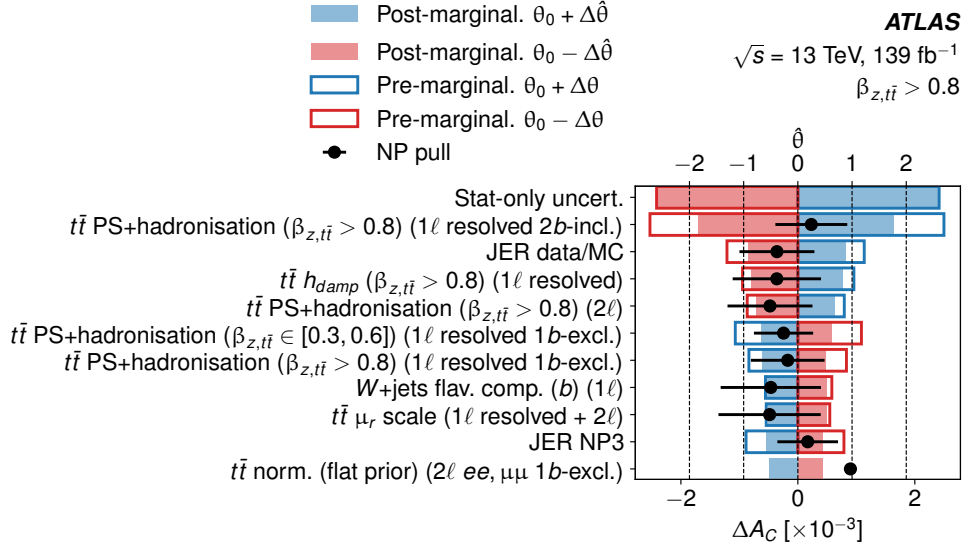 Post-marginal. θ₀ + Δθ̂
Post-marginal. θ₀ − Δθ̂
Pre-marginal. θ₀ + Δθ
Pre-marginal. θ₀ − Δθ
NP pull
ATLAS
√s = 13 TeV, 139 fb⁻¹
β_{z,tt̄} > 0.8
θ̂
−2 −1 0 1 2
Stat-only uncert.
tt̄ PS+hadronisation (β_{z,tt̄} > 0.8) (1ℓ resolved 2b-incl.)
JER data/MC
tt̄ h_{damp} (β_{z,tt̄} > 0.8) (1ℓ resolved)
tt̄ PS+hadronisation (β_{z,tt̄} > 0.8) (2ℓ)
tt̄ PS+hadronisation (β_{z,tt̄} ∈ [0.3, 0.6]) (1ℓ resolved 1b-excl.)
tt̄ PS+hadronisation (β_{z,tt̄} > 0.8) (1ℓ resolved 1b-excl.)
W+jets flav. comp. (b) (1ℓ)
tt̄ μ_r scale (1ℓ resolved + 2ℓ)
JER NP3
tt̄ norm. (flat prior) (2ℓ ee, μμ 1b-excl.)
−2 0 2
ΔA_C [×10⁻³]